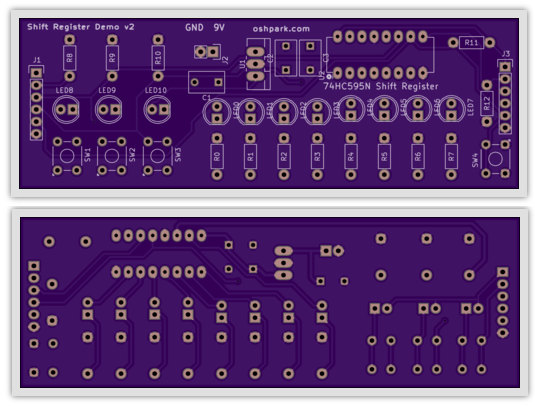 Shift Register Demo v2
GND 9V
oshpark.com
J1
R8
R9
R10
J2
U1
C2
C3
R11
J3
U2
74HC595N Shift Register
LED8
LED9
LED10
C1
LED0
LED1
LED2
LED3
LED4
LED5
LED6
LED7
R12
SW1
SW2
SW3
R0
R1
R2
R3
R4
R5
R6
R7
SW4